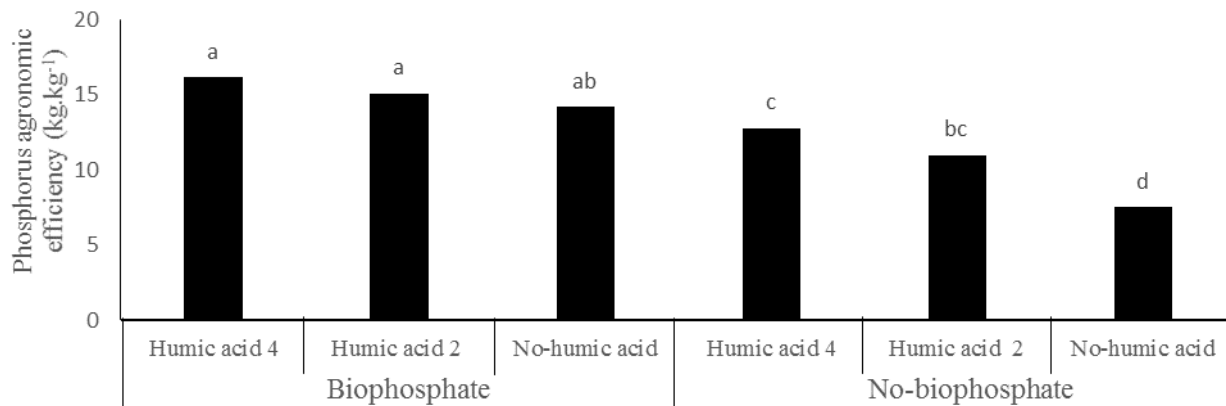 Phosphorus agronomic
efficiency (kg.kg⁻¹)
20
15
10
5
0
a
a
ab
c
bc
d
Humic acid 4
Humic acid 2
No-humic acid
Humic acid 4
Humic acid 2
No-humic acid
Biophosphate
No-biophosphate